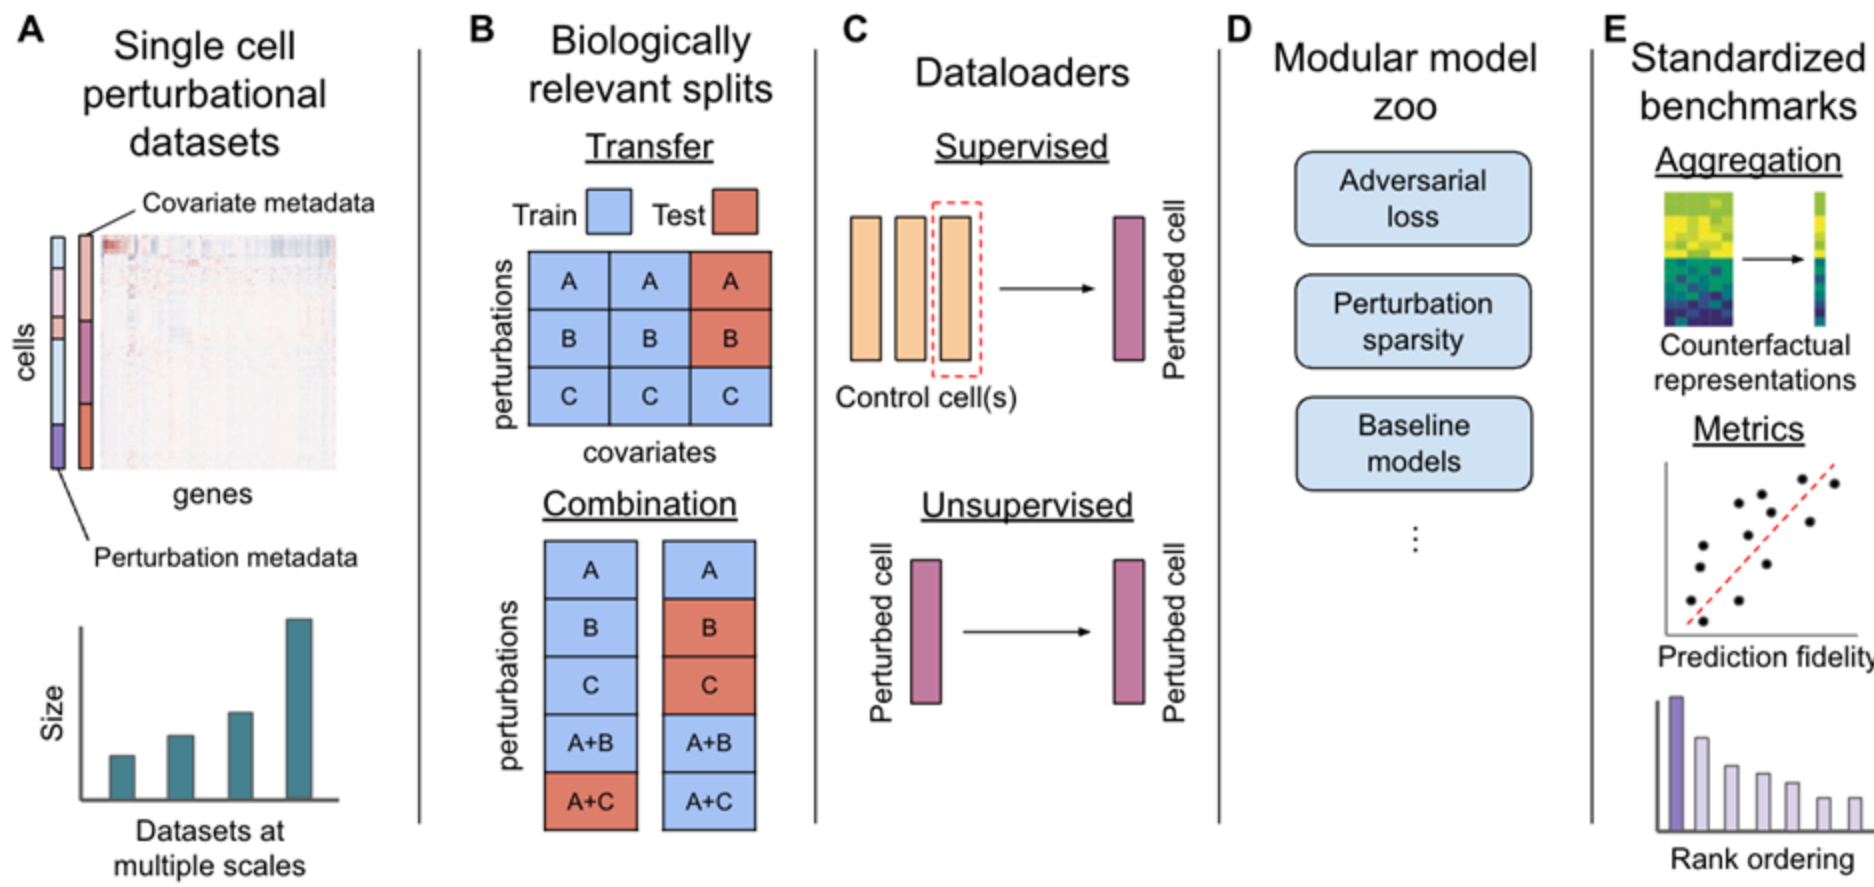 A
Single cell
perturbational
datasets
Covariate metadata
cells
genes
Perturbation metadata
Size
Datasets at
multiple scales
B
Biologically
relevant splits
Transfer
Train
Test
perturbations
A A A
B B B
C C C
covariates
Combination
perturbations
A A
B B
C C
A+B A+B
A+C A+C
C
Dataloaders
Supervised
Control cell(s)
Perturbed cell
Unsupervised
Perturbed cell
Perturbed cell
D
Modular model
zoo
Adversarial
loss
Perturbation
sparsity
Baseline
models
⋮
E
Standardized
benchmarks
Aggregation
Counterfactual
representations
Metrics
Prediction fidelity
Rank ordering